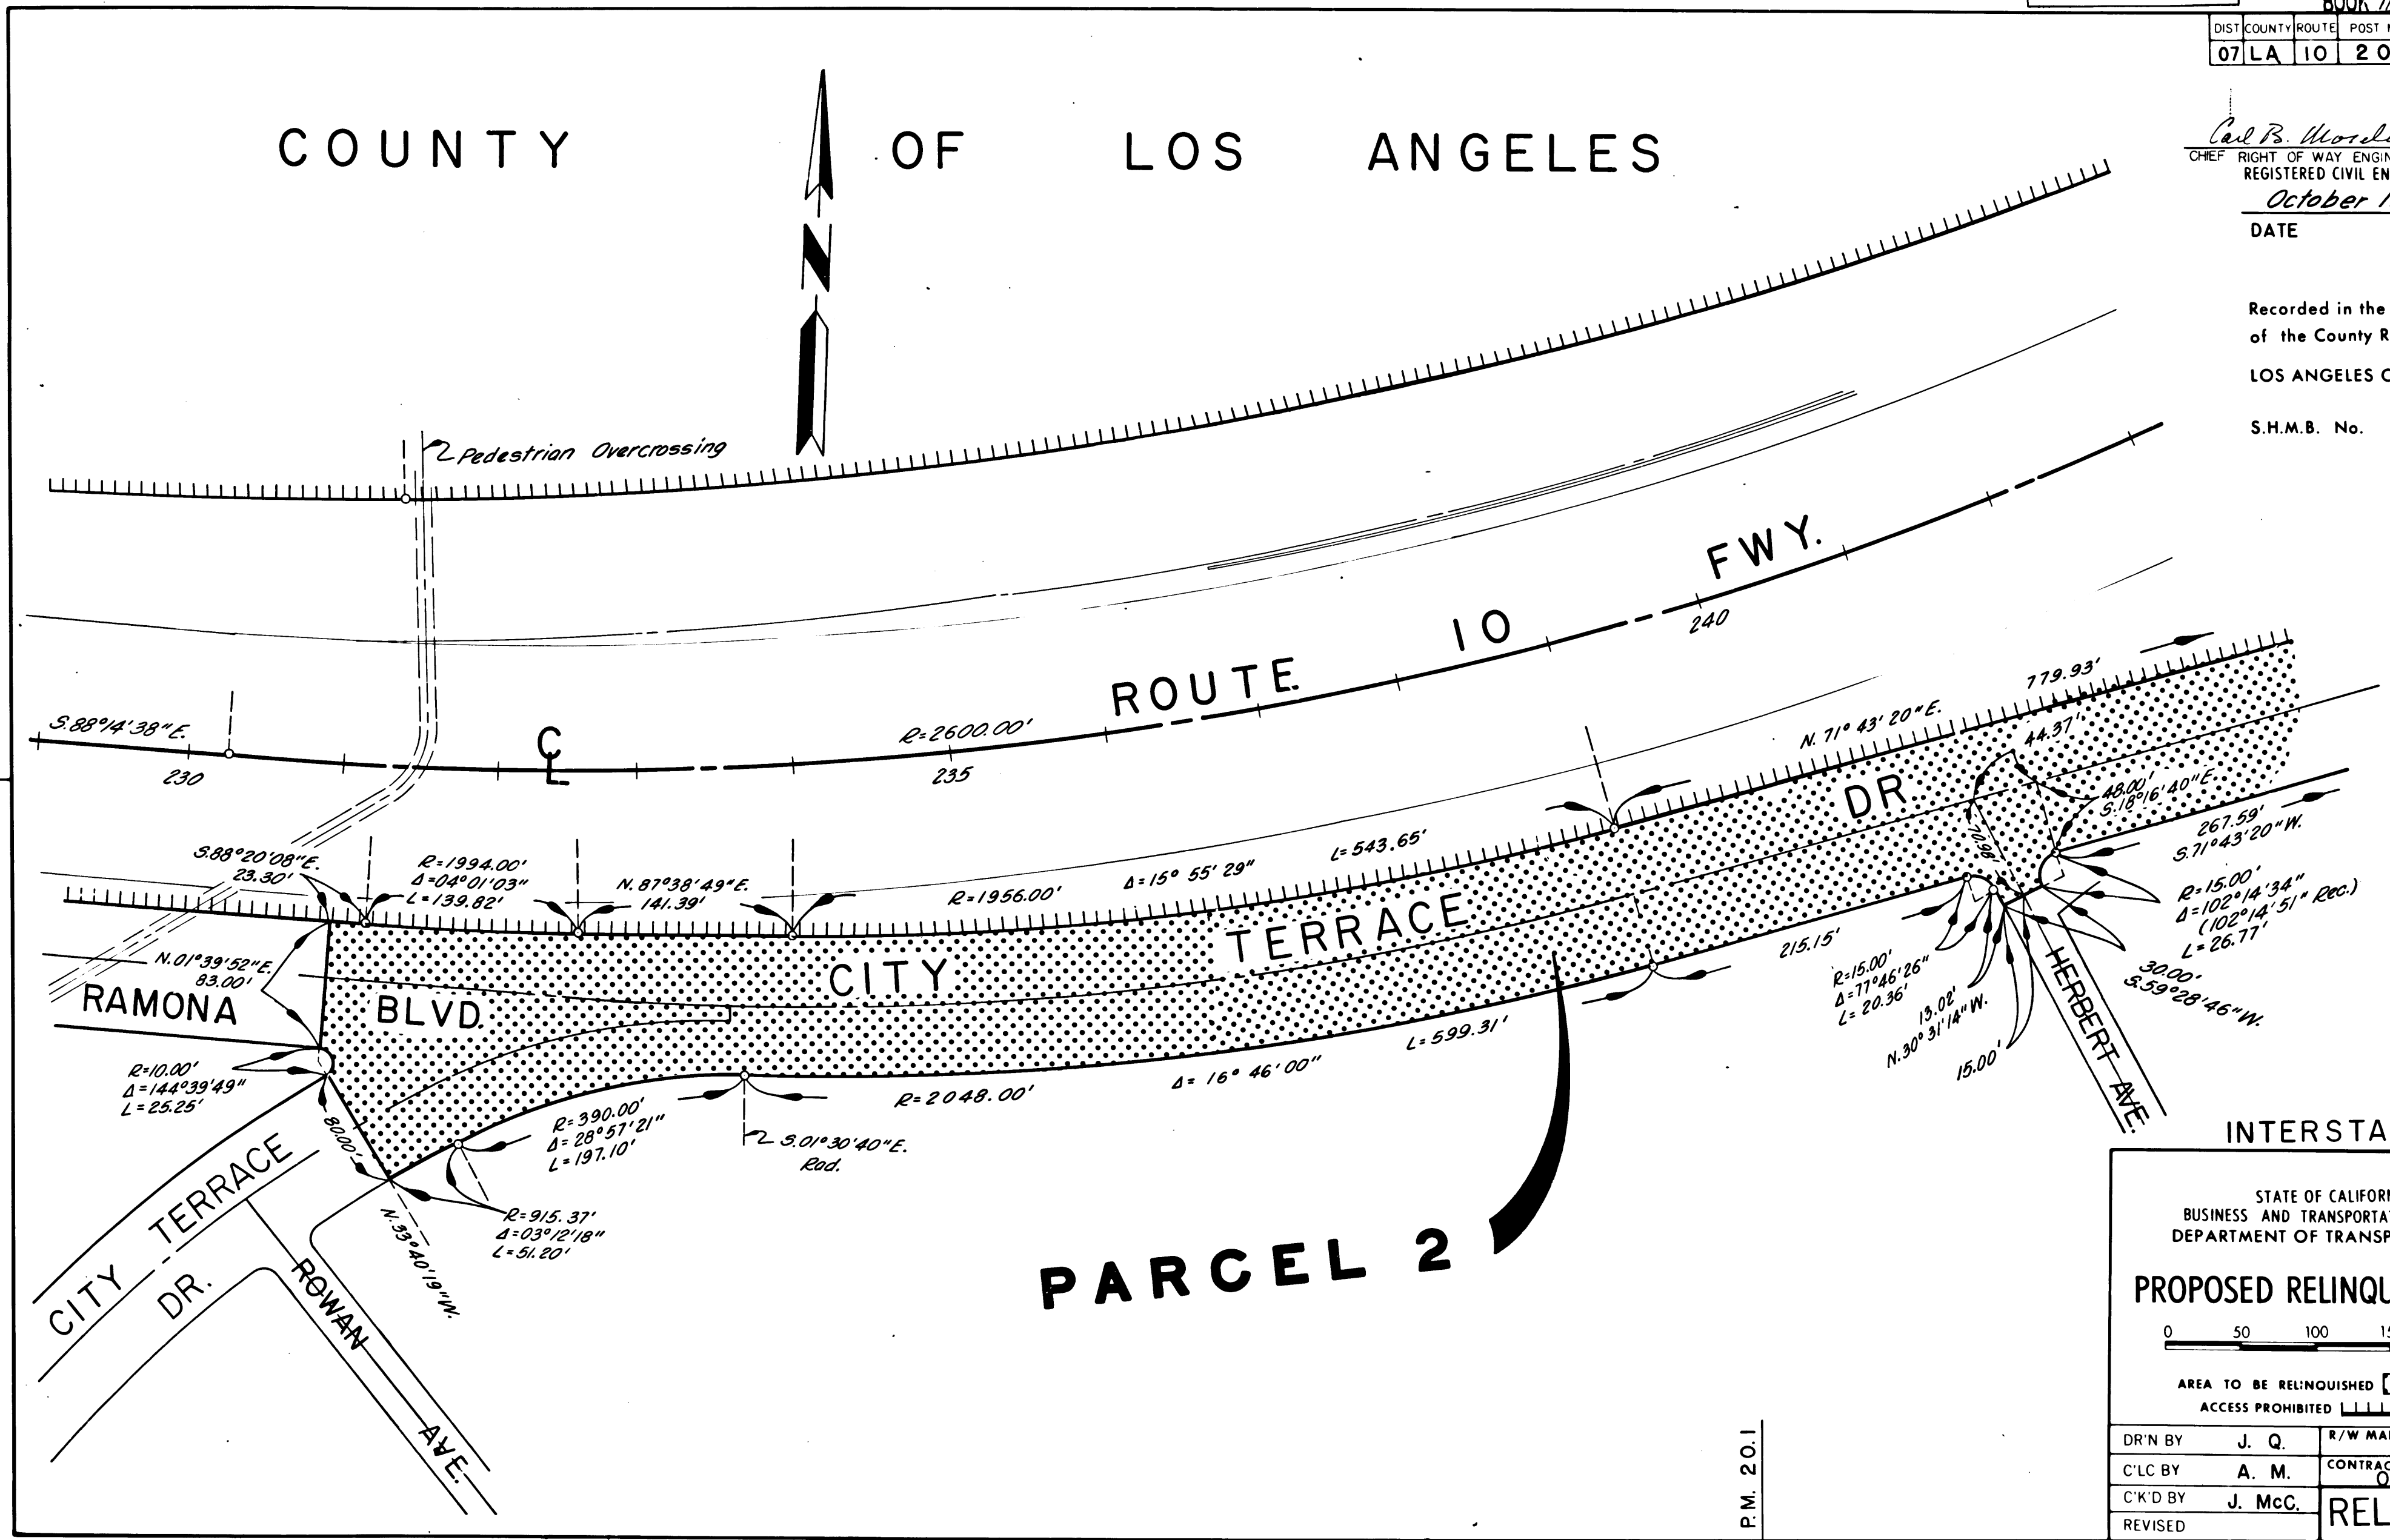 BOOK
DIST COUNTY ROUTE POST
07 LA 10 20
COUNTY OF LOS ANGELES
Carl B.
CHIEF RIGHT OF WAY ENGIN
REGISTERED CIVIL EN
October 1
DATE
Recorded in the
of the County R
LOS ANGELES C
S.H.M.B. No.
N
Pedestrian Overcrossing
S.88°14'38"E.
230
CL
R=2600.00'
235
ROUTE 10 FWY.
240
S.88°20'08"E.
23.30'
R=1994.00'
Δ=04°01'03"
L=139.82'
N.87°38'49"E.
141.39'
R=1956.00'
Δ=15° 55' 29"
L=543.65'
N. 71° 43' 20" E.
779.93'
44.37'
48.00'
S.18°16'40"E.
70.98'
267.59'
S.71°43'20"W.
R=15.00'
Δ=102°14'34"
(102°14'51" Rec.)
L=26.77'
30.00'
S.59°28'46"W.
N.01°39'52"E.
83.00'
RAMONA BLVD.
CITY TERRACE DR
R=10.00'
Δ=144°39'49"
L=25.25'
80.00'
N.33°40'19"W.
R=915.37'
Δ=03°12'18"
L=51.20'
R=390.00'
Δ=28°57'21"
L=197.10'
S.01°30'40"E.
Rad.
R=2048.00'
Δ= 16° 46' 00"
L=599.31'
215.15'
R=15.00'
Δ=77°46'26"
L=20.36'
13.02'
N.30°31'14"W.
15.00'
HERBERT AVE.
CITY TERRACE
DR.
ROWAN AVE.
PARCEL 2
P.M. 20.1
INTERSTA
STATE OF CALIFORN
BUSINESS AND TRANSPORTA
DEPARTMENT OF TRANSP
PROPOSED RELINQU
0 50 100 15
AREA TO BE RELINQUISHED
ACCESS PROHIBITED
DR'N BY J. Q.
R/W MA
C'LC BY A. M.
CONTRAC
O
C'K'D BY J. McC.
REVISED
REL